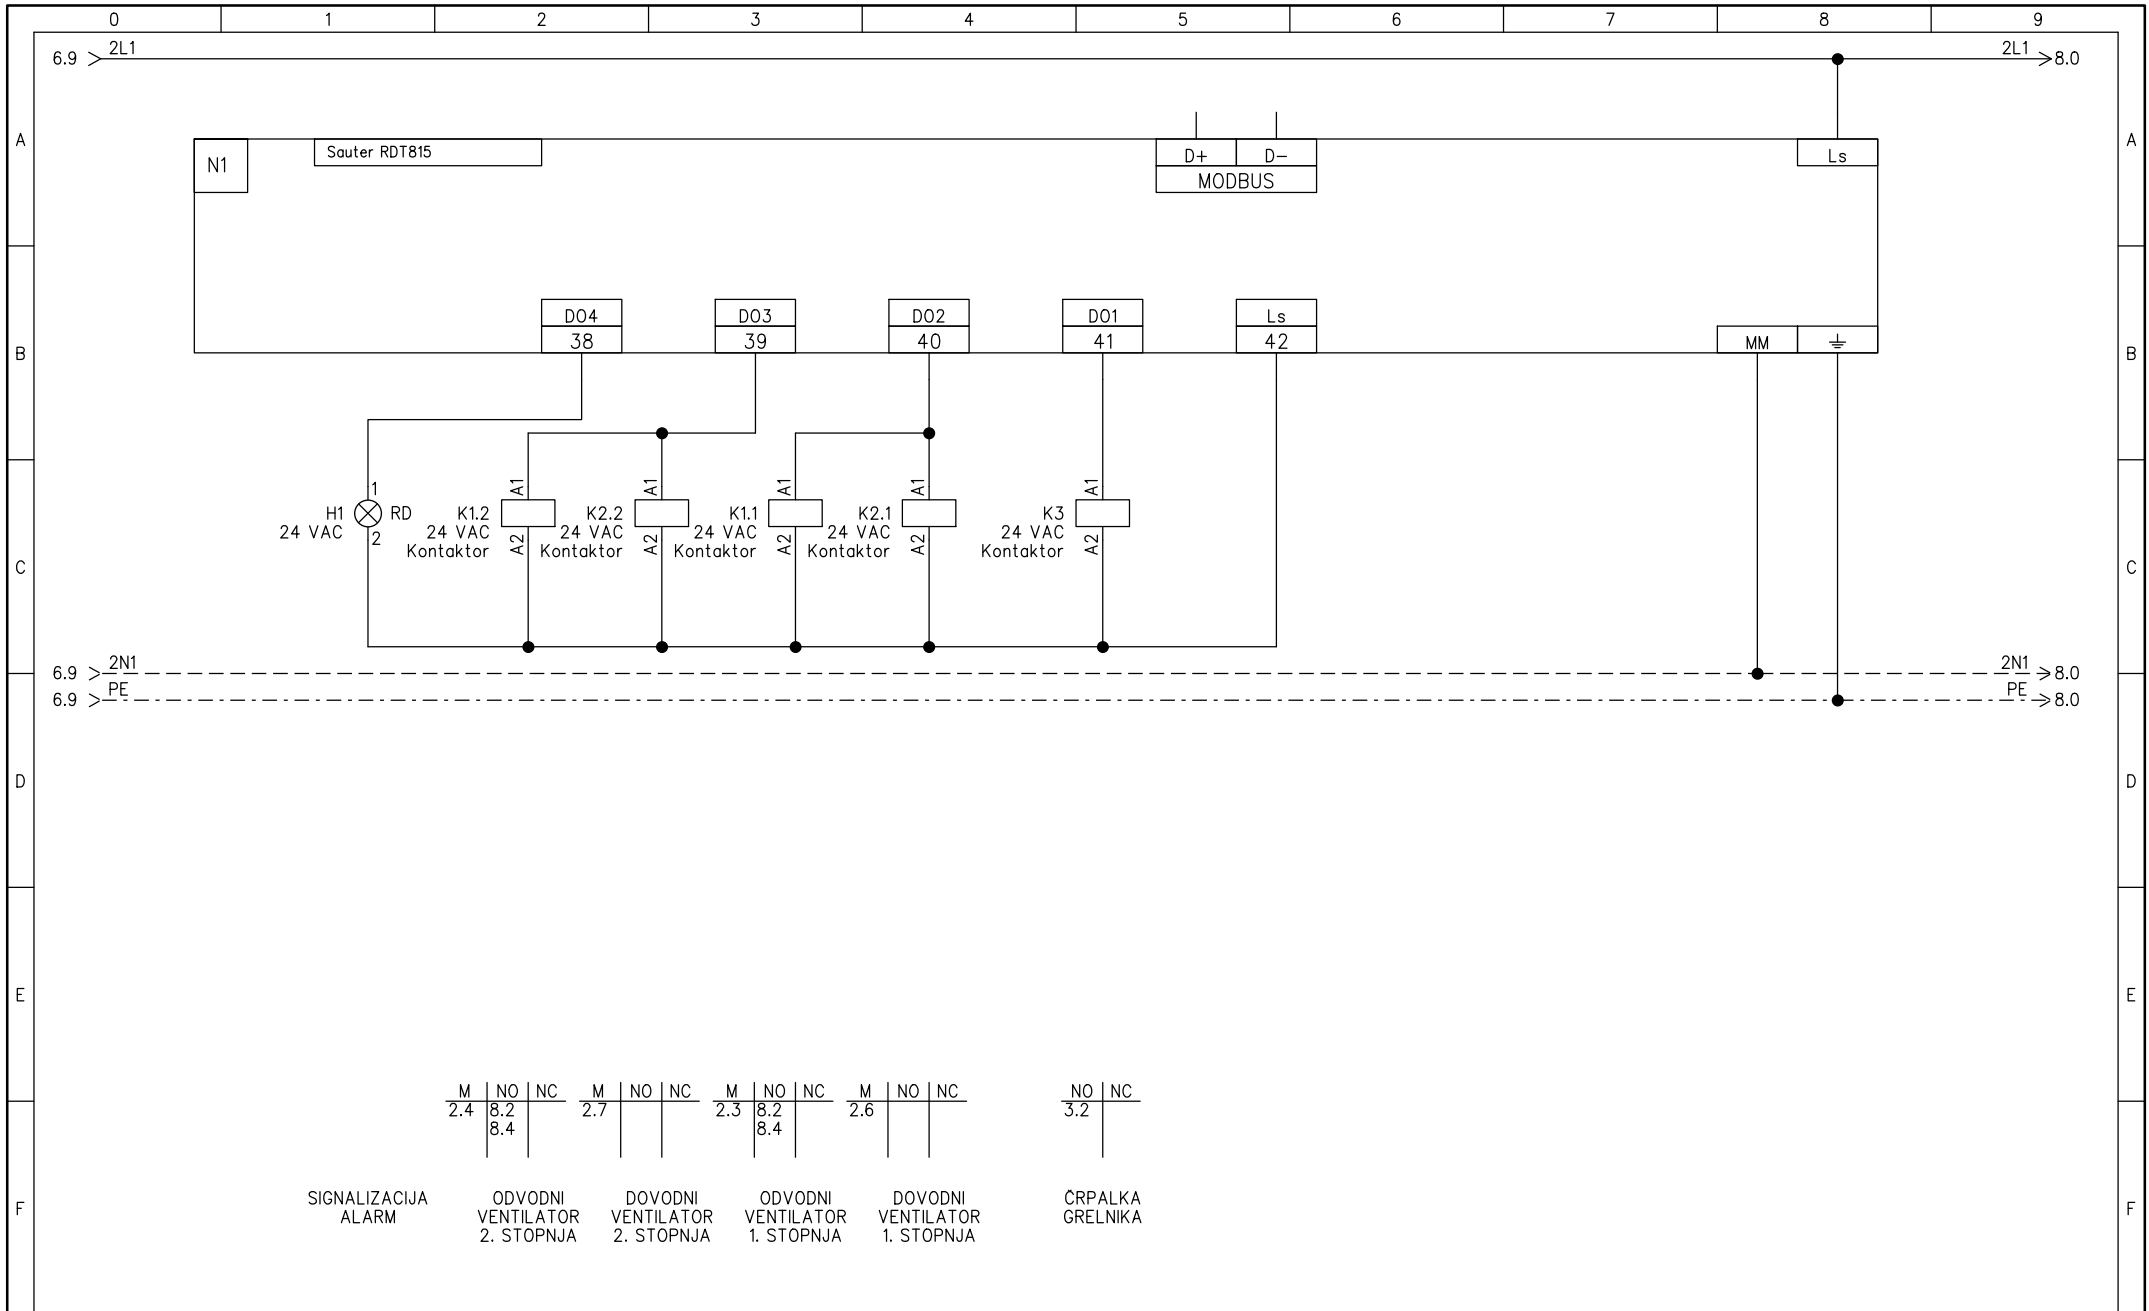 0 1 2 3 4 5 6 7 8 9
6.9 2L1 2L1 8.0
A A
N1 Sauter RDT815 D+ D- Ls
MODBUS
DO4 DO3 DO2 DO1 Ls
38 39 40 41 42 MM
B B
1 A1 A1 A1 A1 A1
H1 RD K1.2 K2.2 K1.1 K2.1 K3
24 VAC 24 VAC 24 VAC 24 VAC 24 VAC 24 VAC
2 A2 A2 A2 A2 A2
Kontaktor Kontaktor Kontaktor Kontaktor Kontaktor
C C
6.9 2N1 2N1 8.0
6.9 PE PE 8.0
D D
E E
M NO NC M NO NC M NO NC M NO NC NO NC
2.4 8.2 2.7 2.3 8.2 2.6 3.2
8.4 8.4
F F
SIGNALIZACIJA
ALARM
ODVODNI
VENTILATOR
2. STOPNJA
DOVODNI
VENTILATOR
2. STOPNJA
ODVODNI
VENTILATOR
1. STOPNJA
DOVODNI
VENTILATOR
1. STOPNJA
ČRPALKA
GRELNIKA